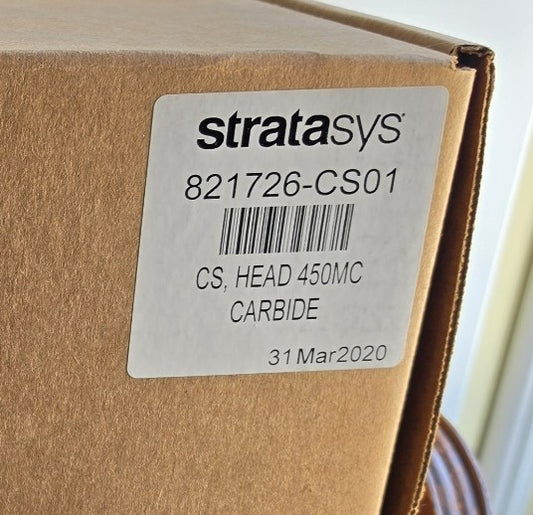 stratasys
821726-CS01
CS, HEAD 450MC
CARBIDE
31Mar2020